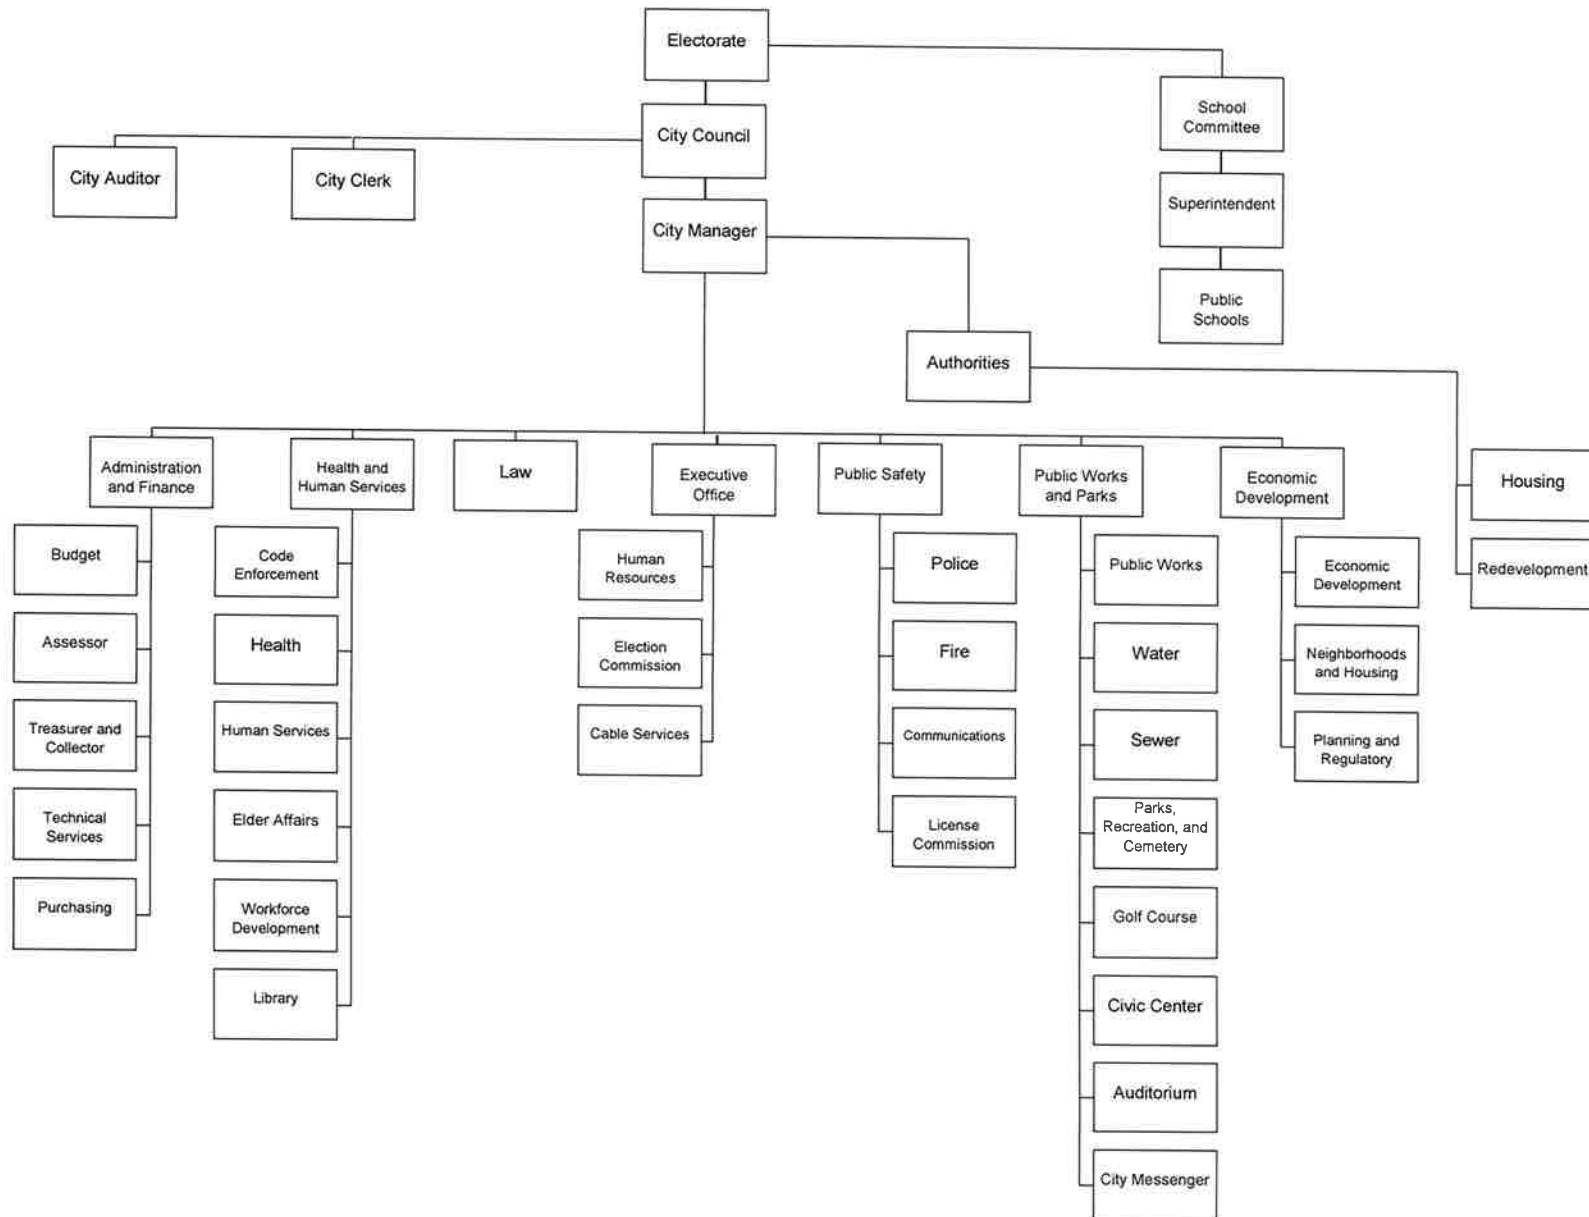 Electorate
School
Committee
City Council
City Auditor
City Clerk
Superintendent
City Manager
Public
Schools
Authorities
Administration
and Finance
Health and
Human Services
Law
Executive
Office
Public Safety
Public Works
and Parks
Economic
Development
Housing
Redevelopment
Budget
Assessor
Treasurer and
Collector
Technical
Services
Purchasing
Code
Enforcement
Health
Human Services
Elder Affairs
Workforce
Development
Library
Human
Resources
Election
Commission
Cable Services
Police
Fire
Communications
License
Commission
Public Works
Water
Sewer
Parks,
Recreation, and
Cemetery
Golf Course
Civic Center
Auditorium
City Messenger
Economic
Development
Neighborhoods
and Housing
Planning and
Regulatory